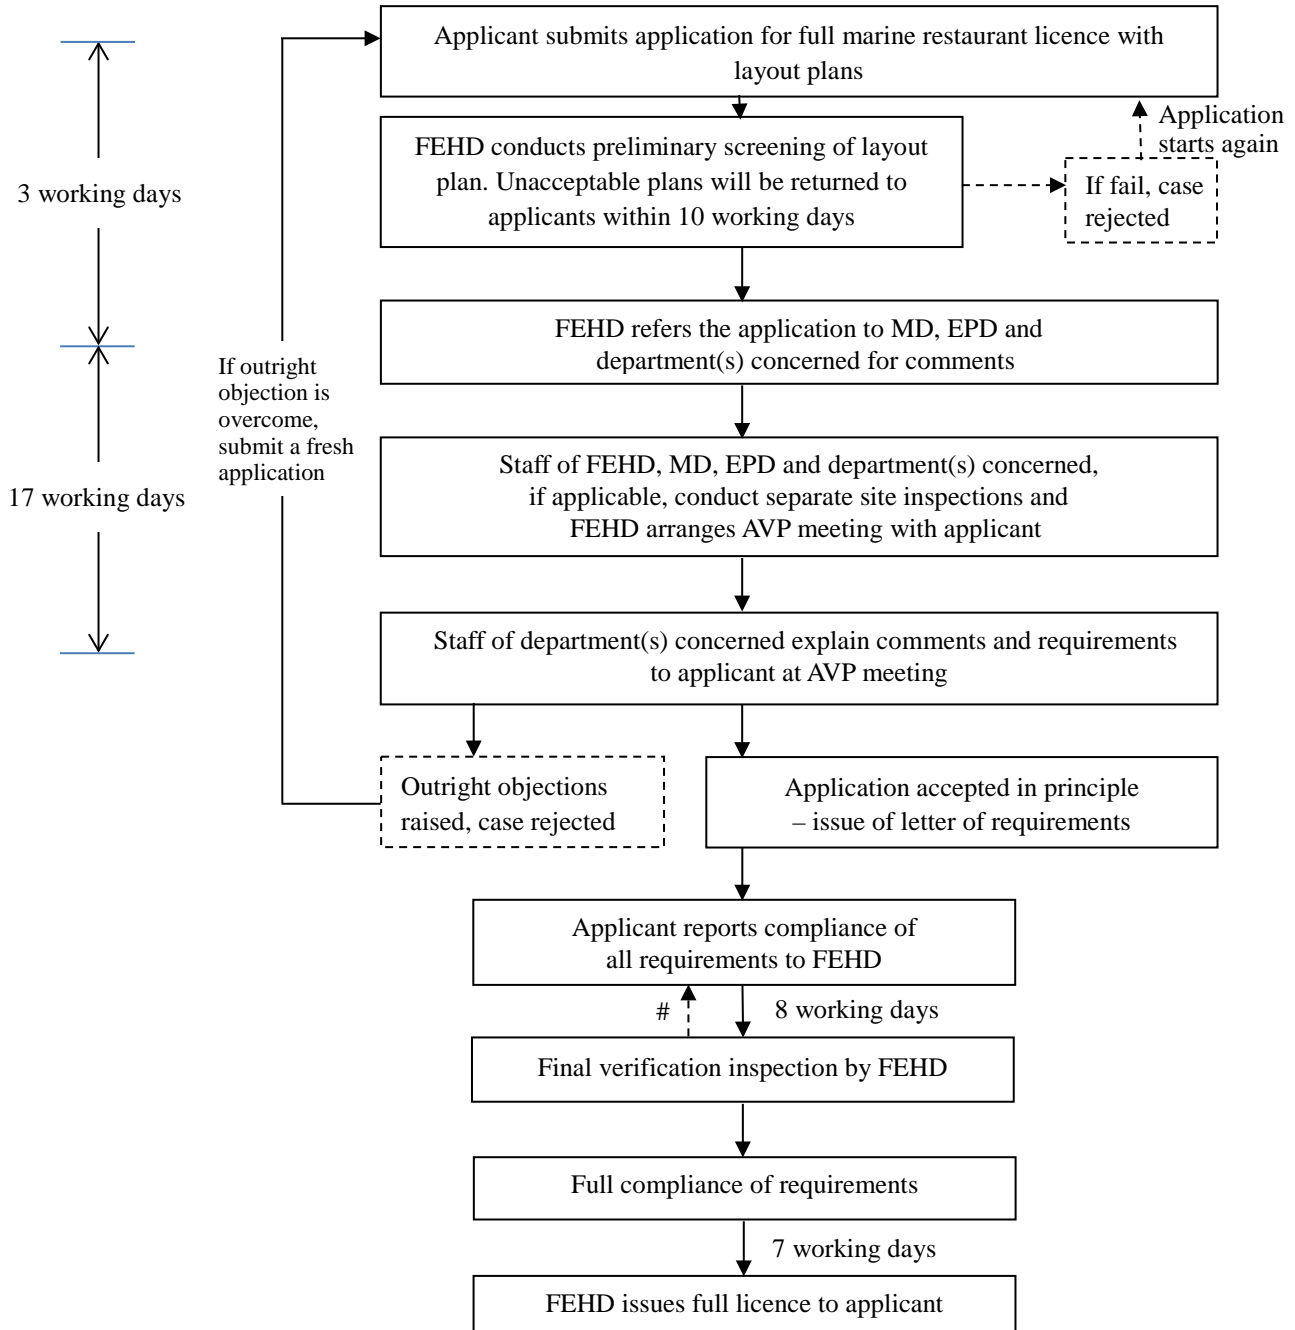 Applicant submits application for full marine restaurant licence with
layout plans
FEHD conducts preliminary screening of layout
plan. Unacceptable plans will be returned to
applicants within 10 working days
Application
starts again
If fail, case
rejected
3 working days
FEHD refers the application to MD, EPD and
department(s) concerned for comments
If outright
objection is
overcome,
submit a fresh
application
17 working days
Staff of FEHD, MD, EPD and department(s) concerned,
if applicable, conduct separate site inspections and
FEHD arranges AVP meeting with applicant
Staff of department(s) concerned explain comments and requirements
to applicant at AVP meeting
Outright objections
raised, case rejected
Application accepted in principle
– issue of letter of requirements
Applicant reports compliance of
all requirements to FEHD
#
8 working days
Final verification inspection by FEHD
Full compliance of requirements
7 working days
FEHD issues full licence to applicant